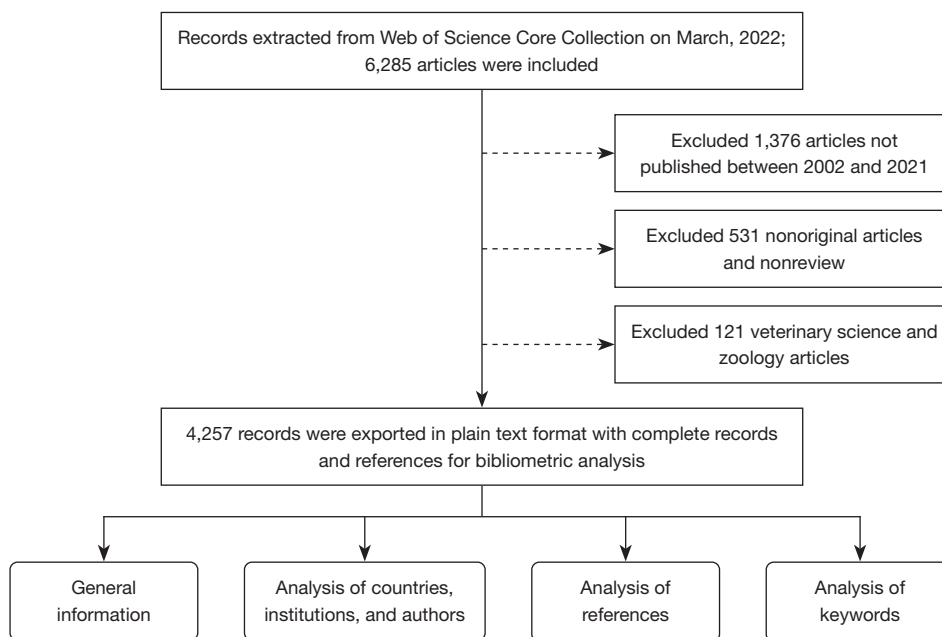 Records extracted from Web of Science Core Collection on March, 2022;
6,285 articles were included
Excluded 1,376 articles not
published between 2002 and 2021
Excluded 531 nonoriginal articles
and nonreview
Excluded 121 veterinary science and
zoology articles
4,257 records were exported in plain text format with complete records
and references for bibliometric analysis
General
information
Analysis of countries,
institutions, and authors
Analysis of
references
Analysis of
keywords